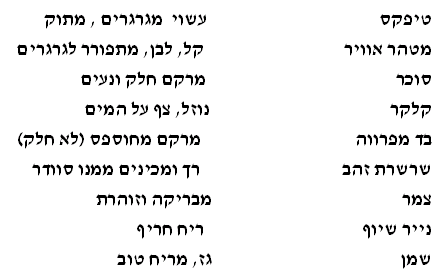 טיפקס עשוי מגרגרים , מתוק
מטהר אוויר קל, לבן, מתפורר לגרגרים
סוכר מרקם חלק ונעים
קלקר נוזל, צף על המים
בד מפרווה מרקם מחוספס (לא חלק)
שרשרת זהב רך ומכינים ממנו סוודר
צמר מבריקה וזוהרת
נייר שיוף ריח חריף
שמן גז, מריח טוב